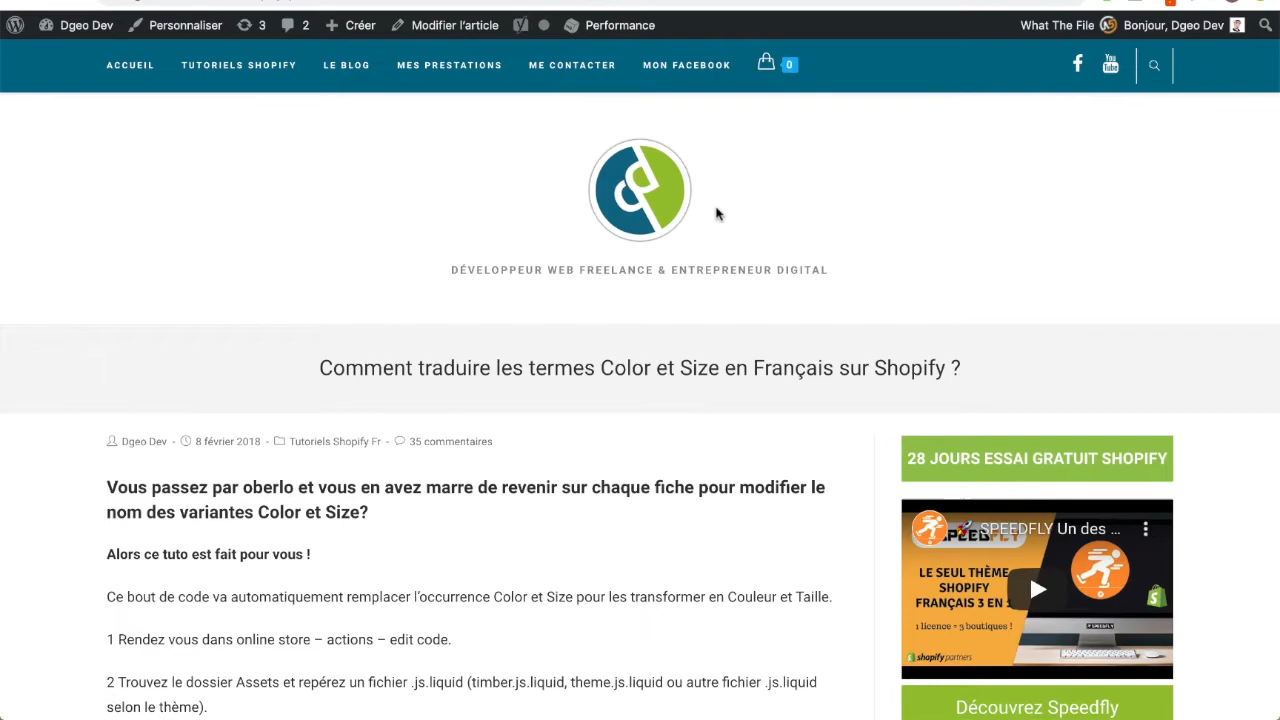 Dgeo Dev Personnaliser 3 2 Créer Modifier l'article Performance What The File Bonjour, Dgeo Dev
ACCUEIL TUTORIELS SHOPIFY LE BLOG MES PRESTATIONS ME CONTACTER MON FACEBOOK 0
You Tube
DÉVELOPPEUR WEB FREELANCE & ENTREPRENEUR DIGITAL
Comment traduire les termes Color et Size en Français sur Shopify ?
Dgeo Dev - 8 février 2018 - Tutoriels Shopify Fr - 35 commentaires
Vous passez par oberlo et vous en avez marre de revenir sur chaque fiche pour modifier le
nom des variantes Color et Size?
Alors ce tuto est fait pour vous !
Ce bout de code va automatiquement remplacer l'occurrence Color et Size pour les transformer en Couleur et Taille.
1 Rendez vous dans online store – actions – edit code.
2 Trouvez le dossier Assets et repérez un fichier .js.liquid (timber.js.liquid, theme.js.liquid ou autre fichier .js.liquid
selon le thème).
28 JOURS ESSAI GRATUIT SHOPIFY
SPEEDFLY Un des ...
LE SEUL THÈME
SHOPIFY
FRANÇAIS 3 EN 1
1 licence = 3 boutiques !
shopify partners
Découvrez Speedfly